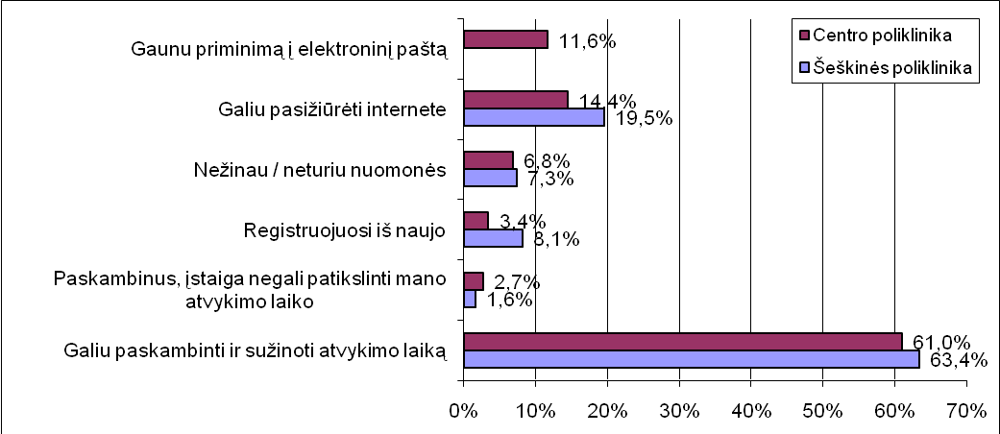 Gaunu priminimą į elektroninį paštą
11,6%
Centro poliklinika
Šeškinės poliklinika
Galiu pasižiūrėti internete
14,4%
19,5%
Nežinau / neturiu nuomonės
6,8%
7,3%
Registruojuosi iš naujo
3,4%
8,1%
Paskambinus, įstaiga negali patikslinti mano
atvykimo laiko
2,7%
1,6%
Galiu paskambinti ir sužinoti atvykimo laiką
61,0%
63,4%
0% 10% 20% 30% 40% 50% 60% 70%